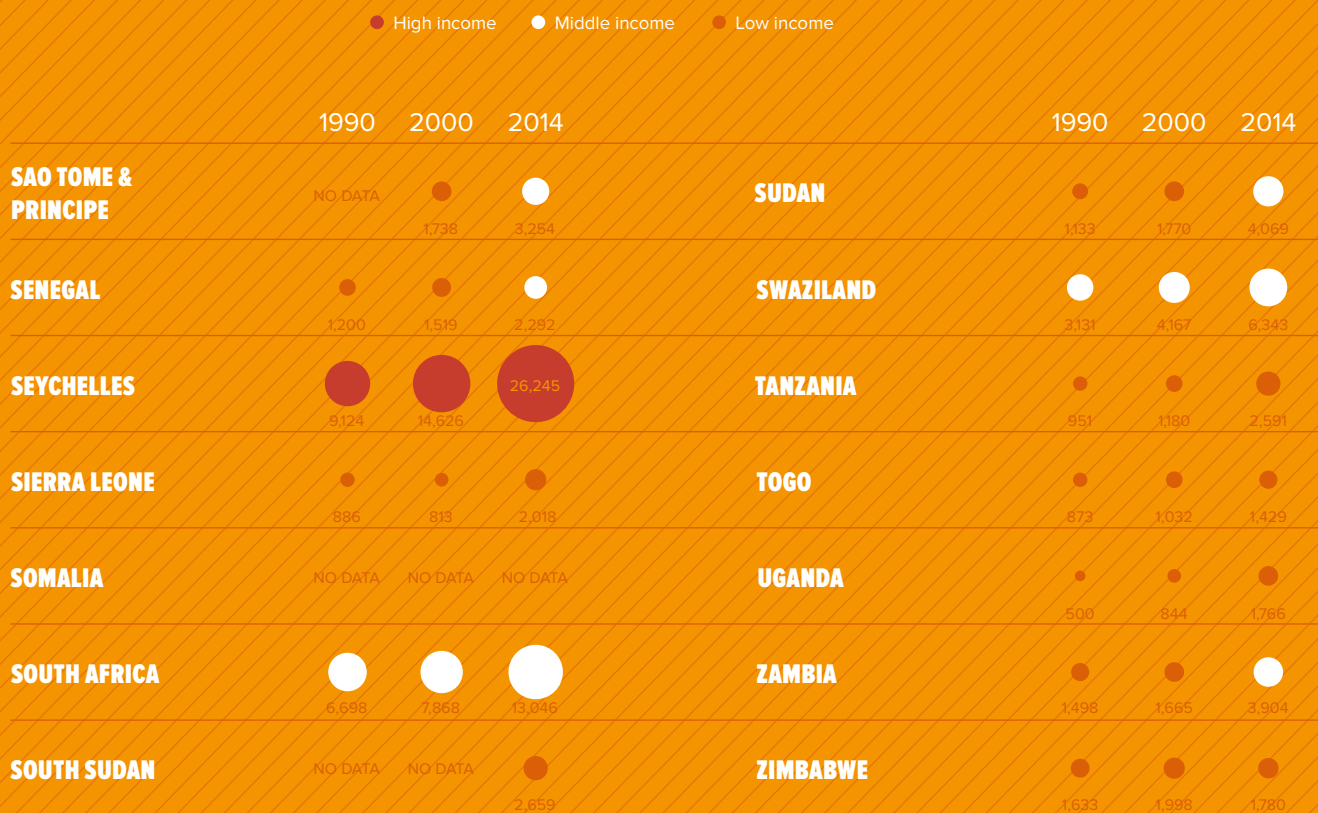 High income Middle income Low income
1990 2000 2014
SAO TOME &
PRINCIPE
NO DATA
1,738 3,254
SENEGAL
1,200 1,519 2,292
SEYCHELLES
26,245
9,124 14,626
SIERRA LEONE
886 813 2,018
SOMALIA
NO DATA NO DATA NO DATA
SOUTH AFRICA
6,698 7,868 13,046
SOUTH SUDAN
NO DATA NO DATA
2,659
1990 2000 2014
SUDAN
1,133 1,770 4,069
SWAZILAND
3,131 4,167 6,343
TANZANIA
951 1,180 2,591
TOGO
873 1,032 1,429
UGANDA
500 844 1,766
ZAMBIA
1,498 1,665 3,904
ZIMBABWE
1,633 1,998 1,780